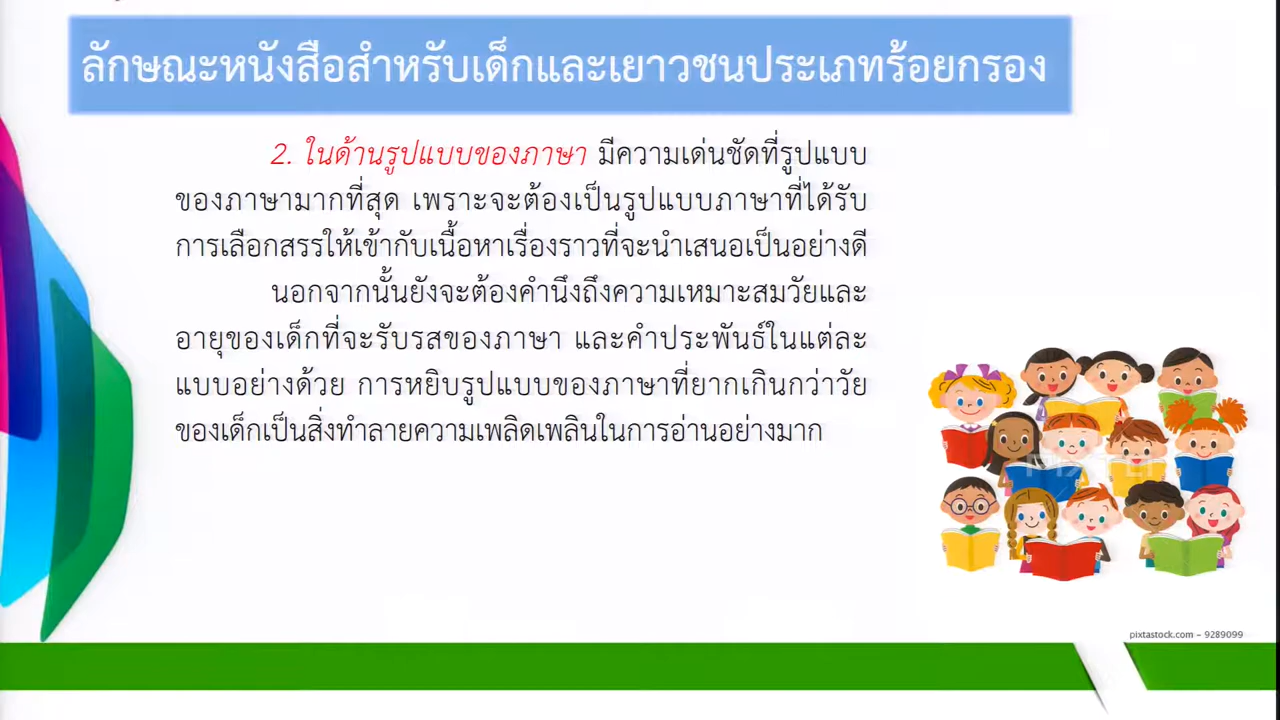 ลักษณะหนังสือสำหรับเด็กและเยาวชนประเภทร้อยกรอง
2. ในด้านรูปแบบของภาษา มีความเด่นชัดที่รูปแบบ
ของภาษามากที่สุด เพราะจะต้องเป็นรูปแบบภาษาที่ได้รับ
การเลือกสรรให้เข้ากับเนื้อหาเรื่องราวที่จะนำเสนอเป็นอย่างดี
นอกจากนั้นยังจะต้องคำนึงถึงความเหมาะสมวัยและ
อายุของเด็กที่จะรับรสของภาษา และคำประพันธ์ในแต่ละ
แบบอย่างด้วย การหยิบรูปแบบของภาษาที่ยากเกินกว่าวัย
ของเด็กเป็นสิ่งทำลายความเพลิดเพลินในการอ่านอย่างมาก
pixtastock.com - 9289099